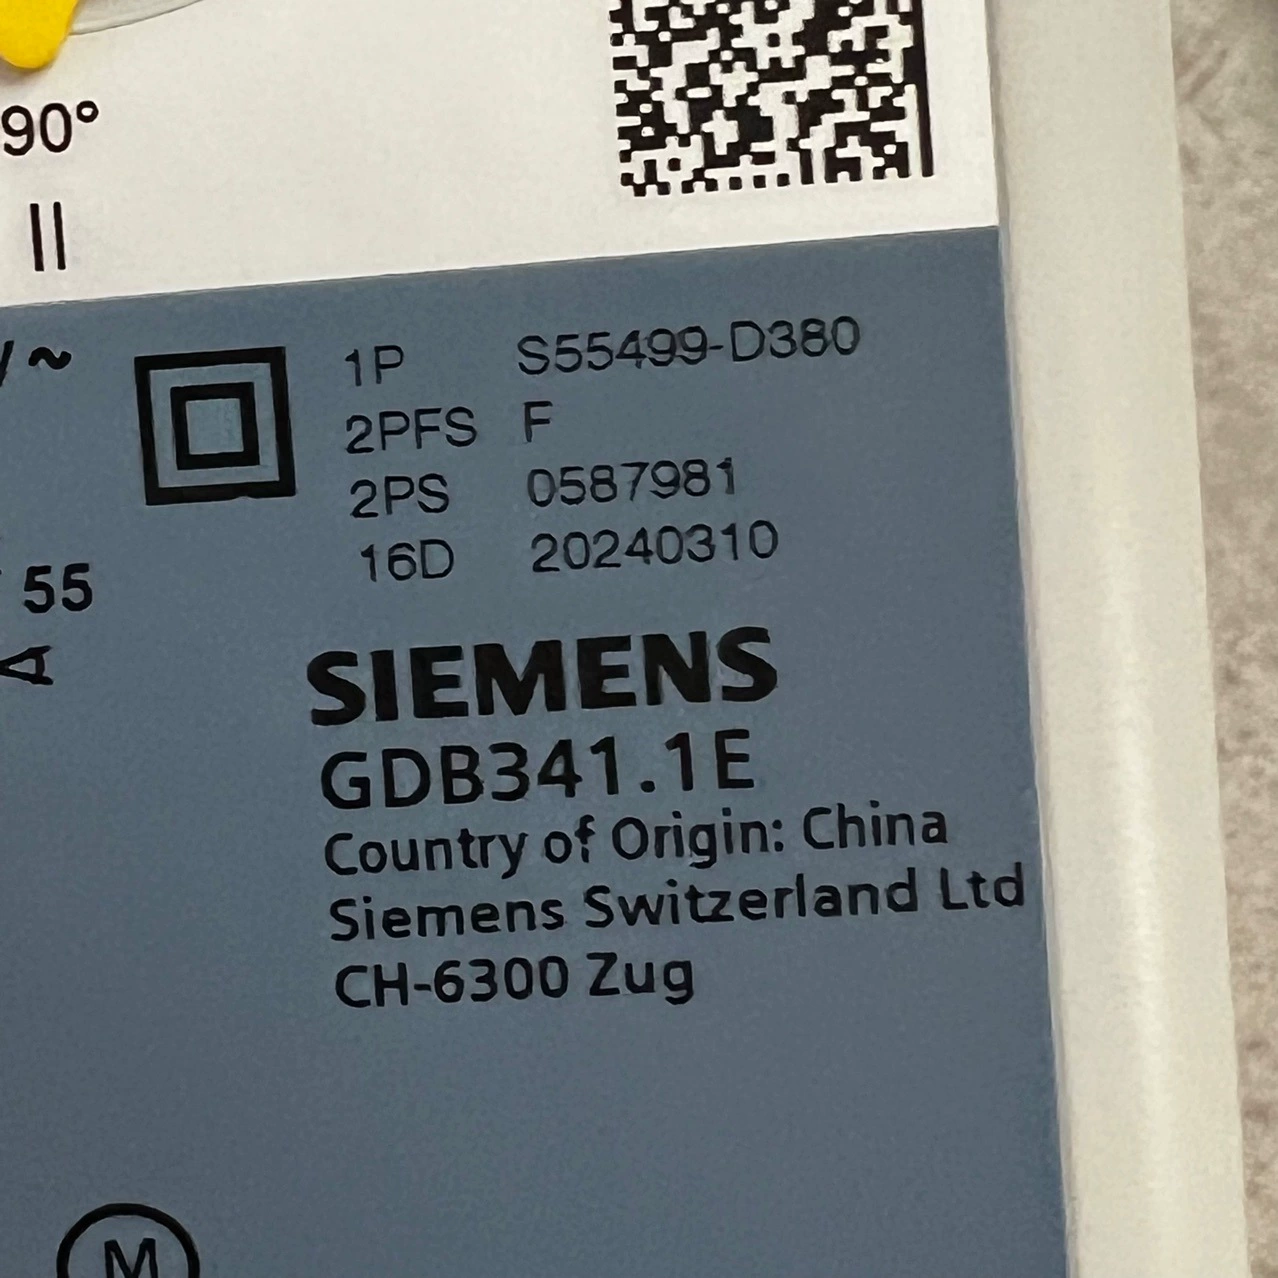 90°
||
~
1P S55499-D380
2PFS F
2PS 0587981
16D 20240310
55
A
SIEMENS
GDB341.1E
Country of Origin: China
Siemens Switzerland Ltd
CH-6300 Zug
M